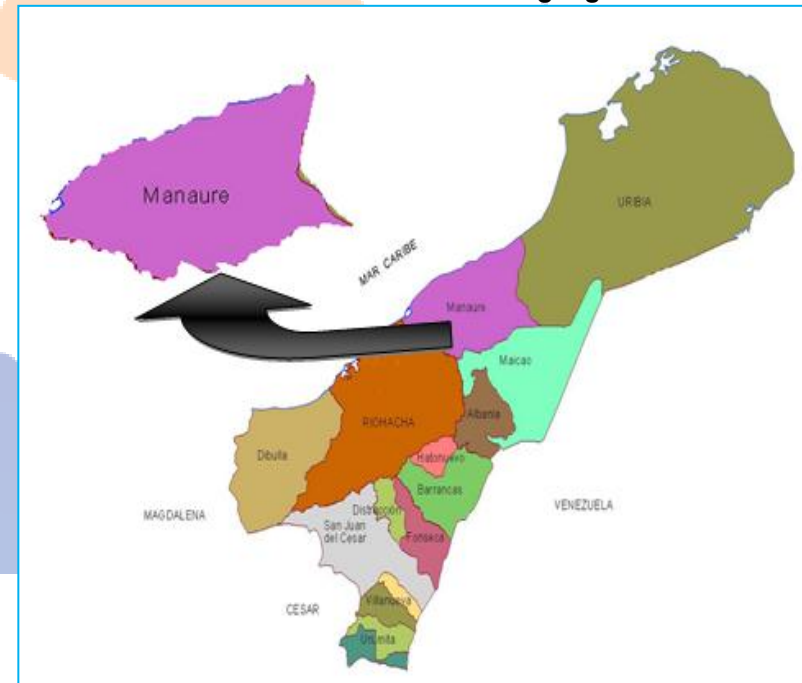 Manaure
URIBIA
MAR CARIBE
Manaure
Maicao
RIOHACHA
Albania
Dibulla
Hatonuevo
Barrancas
MAGDALENA
Distracción
San Juan
del Cesar
Fonseca
VENEZUELA
CESAR
Villanueva
Urumita